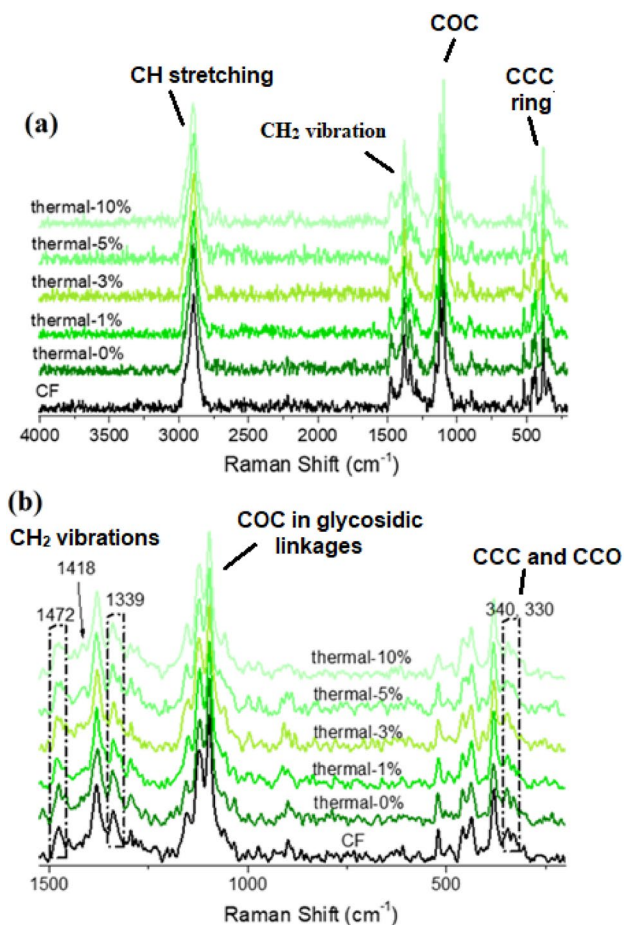 COC
CH stretching
CCC
ring
(a)
CH₂ vibration
thermal-10%
thermal-5%
thermal-3%
thermal-1%
thermal-0%
CF
4000 3500 3000 2500 2000 1500 1000 500
Raman Shift (cm⁻¹)
(b)
CH₂ vibrations
COC in glycosidic
linkages
CCC and CCO
1418
1472
1339
340, 330
thermal-10%
thermal-5%
thermal-3%
thermal-1%
thermal-0%
CF
1500 1000 500
Raman Shift (cm⁻¹)